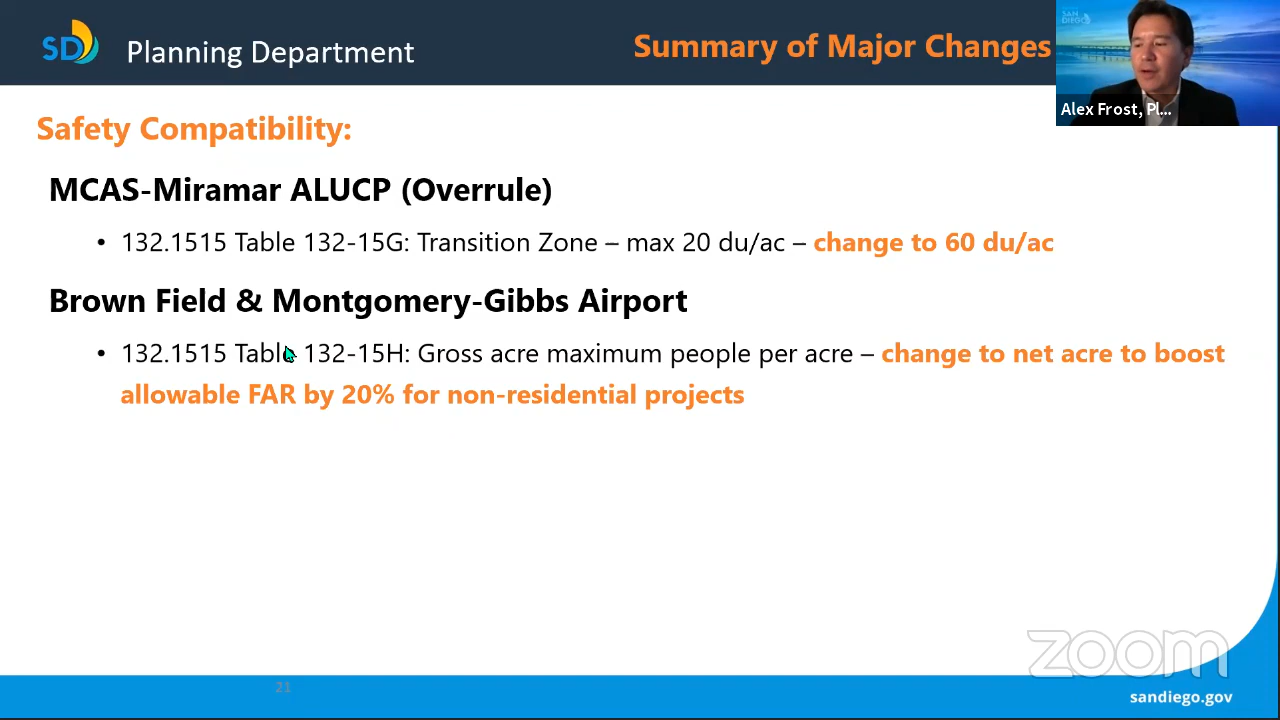 SD
Planning Department
Summary of Major Changes
SAN DIEGO
Alex Frost, Pl...
Safety Compatibility:
MCAS-Miramar ALUCP (Overrule)
• 132.1515 Table 132-15G: Transition Zone – max 20 du/ac – change to 60 du/ac
Brown Field & Montgomery-Gibbs Airport
• 132.1515 Table 132-15H: Gross acre maximum people per acre – change to net acre to boost
allowable FAR by 20% for non-residential projects
zoom
21
sandiego.gov